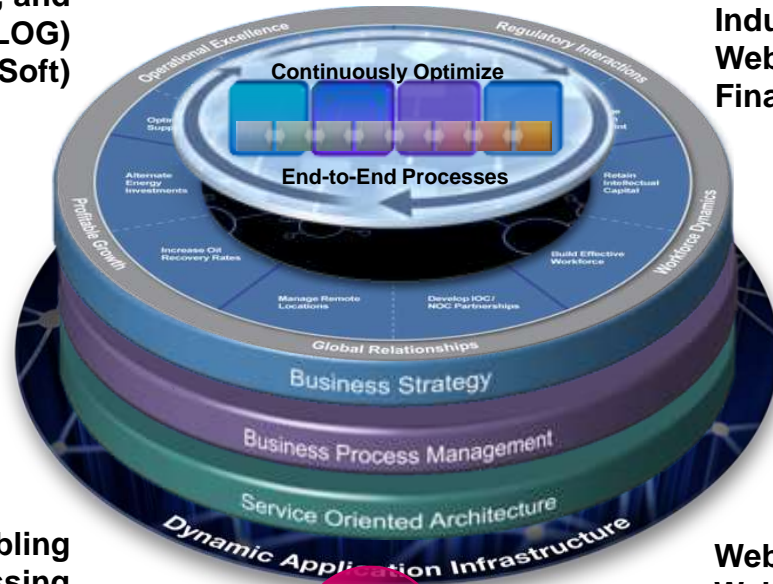 , and
LOG)
Soft)
Indu
Web
Fina
Operational Excellence
Regulatory Interactions
Continuously Optimize
End-to-End Processes
Alternate
Energy
Investments
Retain
Intellectual
Capital
Profitable Growth
Workforce Dynamics
Increase Oil
Recovery Rates
Build Effective
Workforce
Manage Remote
Locations
Develop IOC/
NOC Partnerships
Global Relationships
Business Strategy
Business Process Management
Service Oriented Architecture
Dynamic Application Infrastructure
bling
ssing
Web